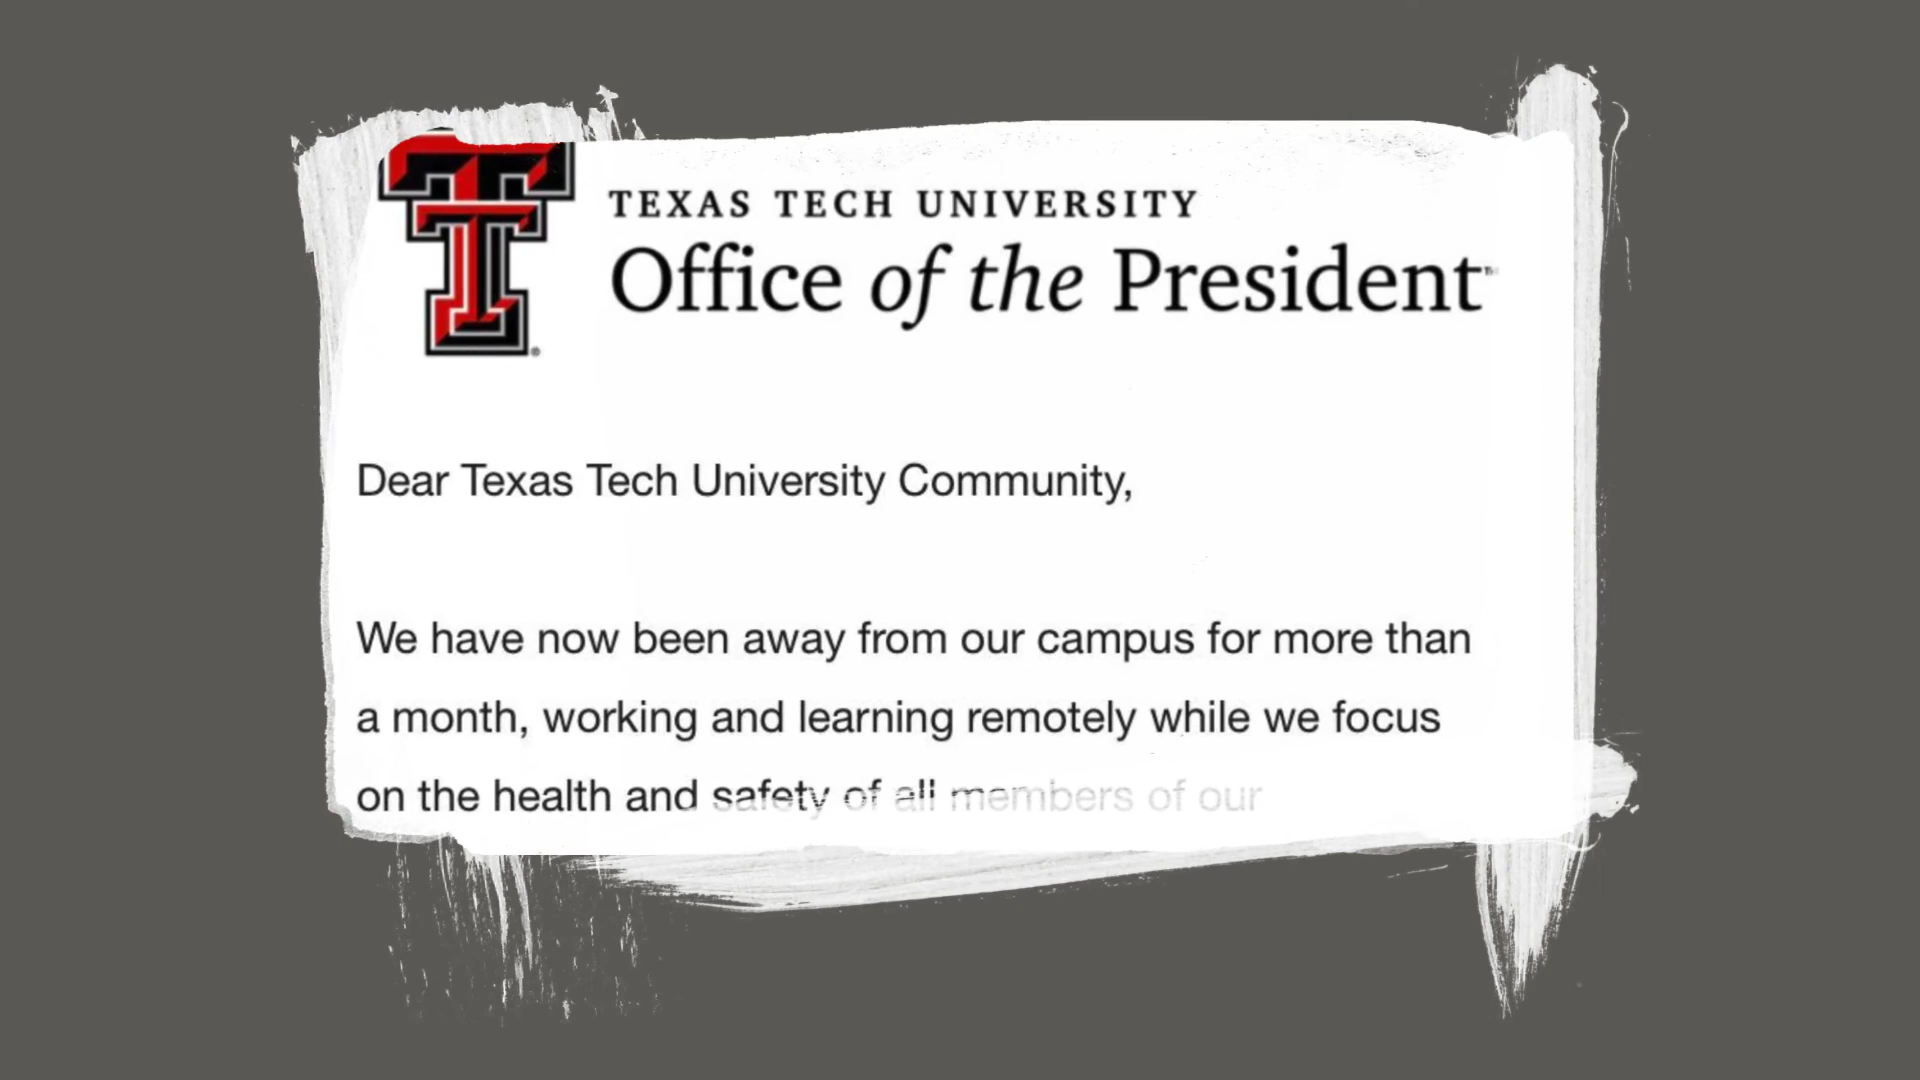 TEXAS TECH UNIVERSITY
Office of the President™
Dear Texas Tech University Community,
We have now been away from our campus for more than
a month, working and learning remotely while we focus
on the health and safety of all members of our